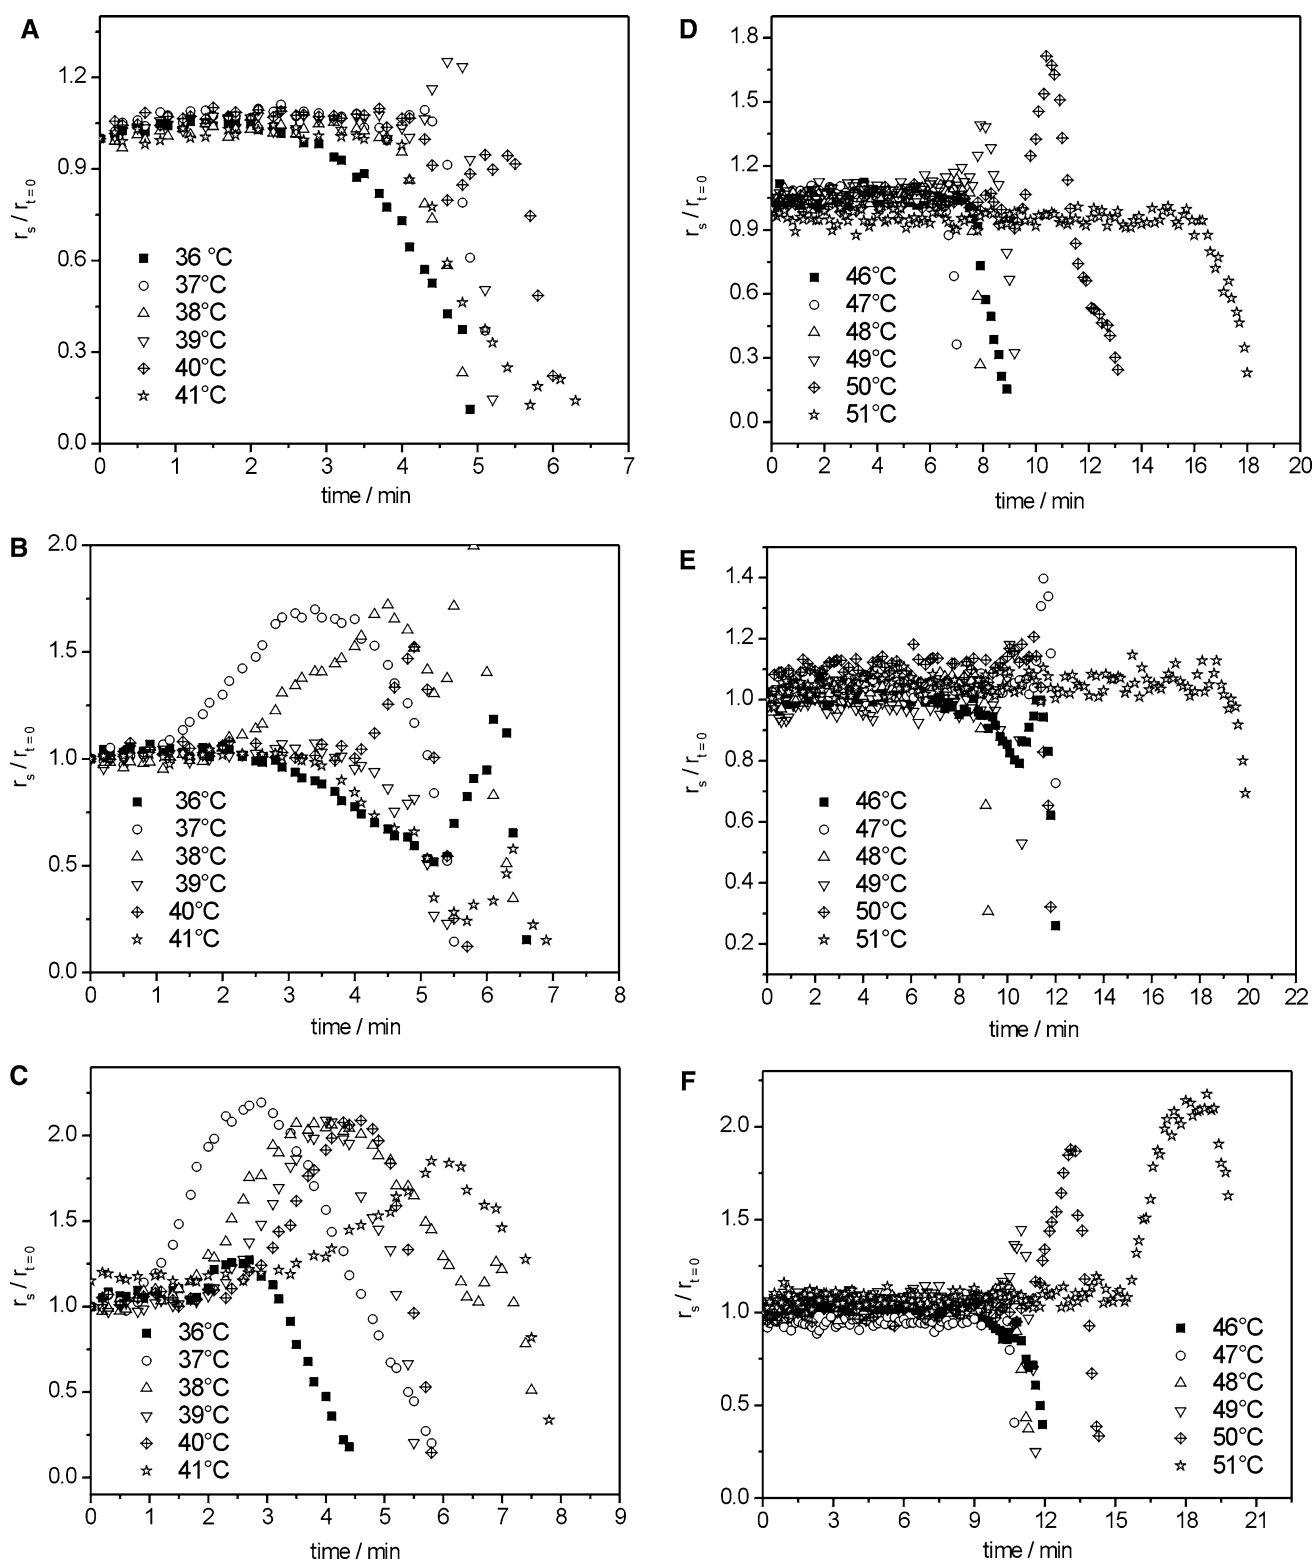 A
r_s / r_{t=0}
1.2
0.9
0.6
0.3
0.0
36 °C
37°C
38°C
39°C
40°C
41°C
0 1 2 3 4 5 6 7
time / min
D
r_s / r_{t=0}
1.8
1.5
1.2
0.9
0.6
0.3
0.0
46°C
47°C
48°C
49°C
50°C
51°C
0 2 4 6 8 10 12 14 16 18 20
time / min
B
r_s / r_{t=0}
2.0
1.5
1.0
0.5
0.0
36°C
37°C
38°C
39°C
40°C
41°C
0 1 2 3 4 5 6 7 8
time / min
E
r_s / r_{t=0}
1.4
1.2
1.0
0.8
0.6
0.4
0.2
46°C
47°C
48°C
49°C
50°C
51°C
0 2 4 6 8 10 12 14 16 18 20 22
time / min
C
r_s / r_{t=0}
2.0
1.5
1.0
0.5
0.0
36°C
37°C
38°C
39°C
40°C
41°C
0 1 2 3 4 5 6 7 8 9
time / min
F
r_s / r_{t=0}
2.0
1.5
1.0
0.5
0.0
46°C
47°C
48°C
49°C
50°C
51°C
0 3 6 9 12 15 18 21
time / min